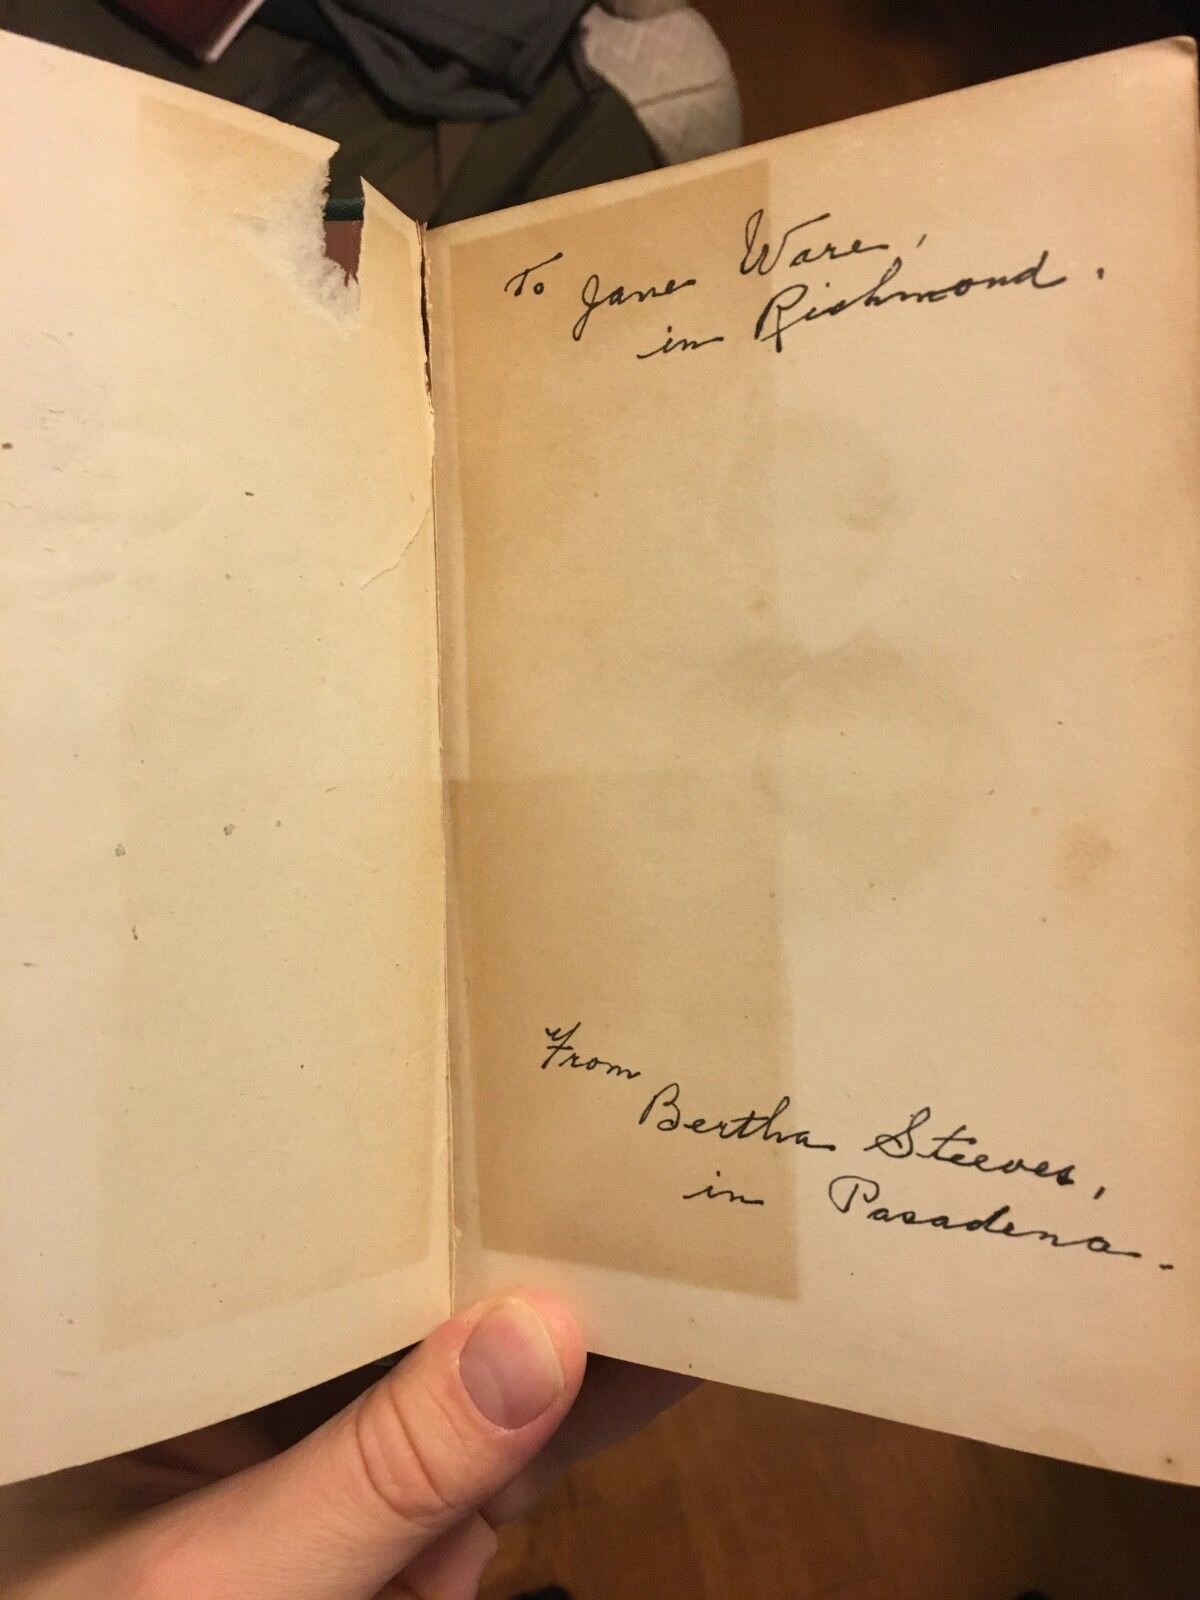 To Jane Ware,
in Richmond.
From
Bertha Steeves,
in Pasadena.